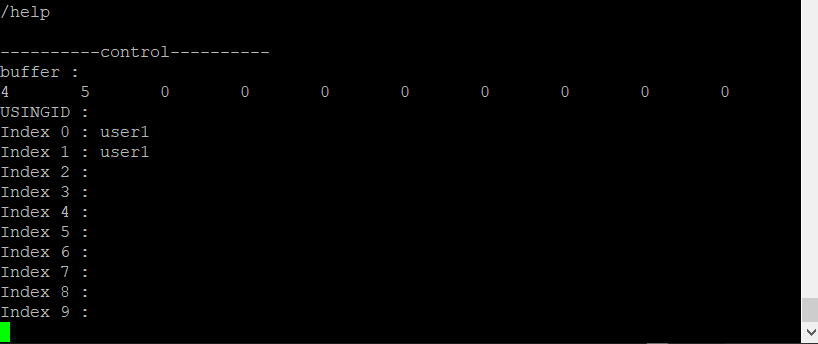 /help
----------control----------
buffer :
4 5 0 0 0 0 0 0 0 0
USINGID :
Index 0 : user1
Index 1 : user1
Index 2 :
Index 3 :
Index 4 :
Index 5 :
Index 6 :
Index 7 :
Index 8 :
Index 9 :